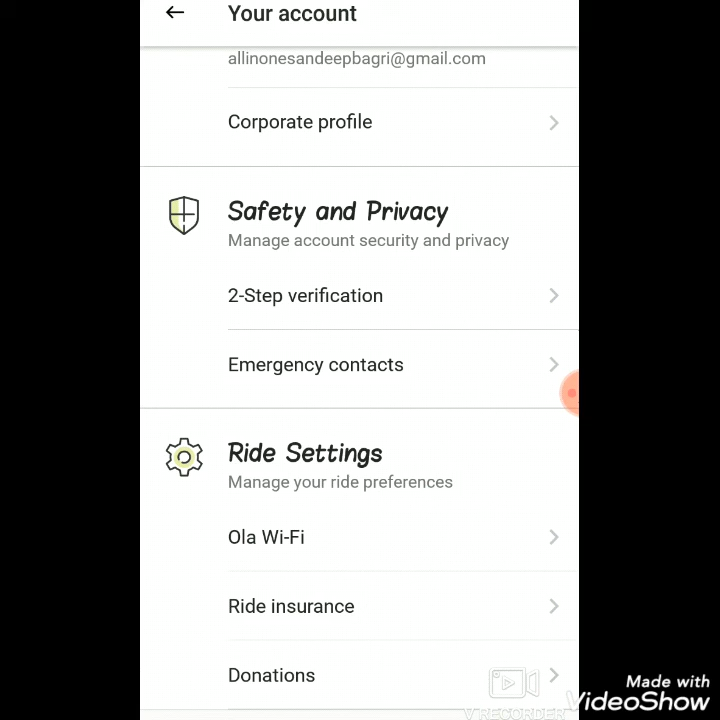 Your account
allinonesandeepbagri@gmail.com
Corporate profile
Safety and Privacy
Manage account security and privacy
2-Step verification
Emergency contacts
Ride Settings
Manage your ride preferences
Ola Wi-Fi
Ride insurance
Donations
Made with
VRECORDER
VideoShow